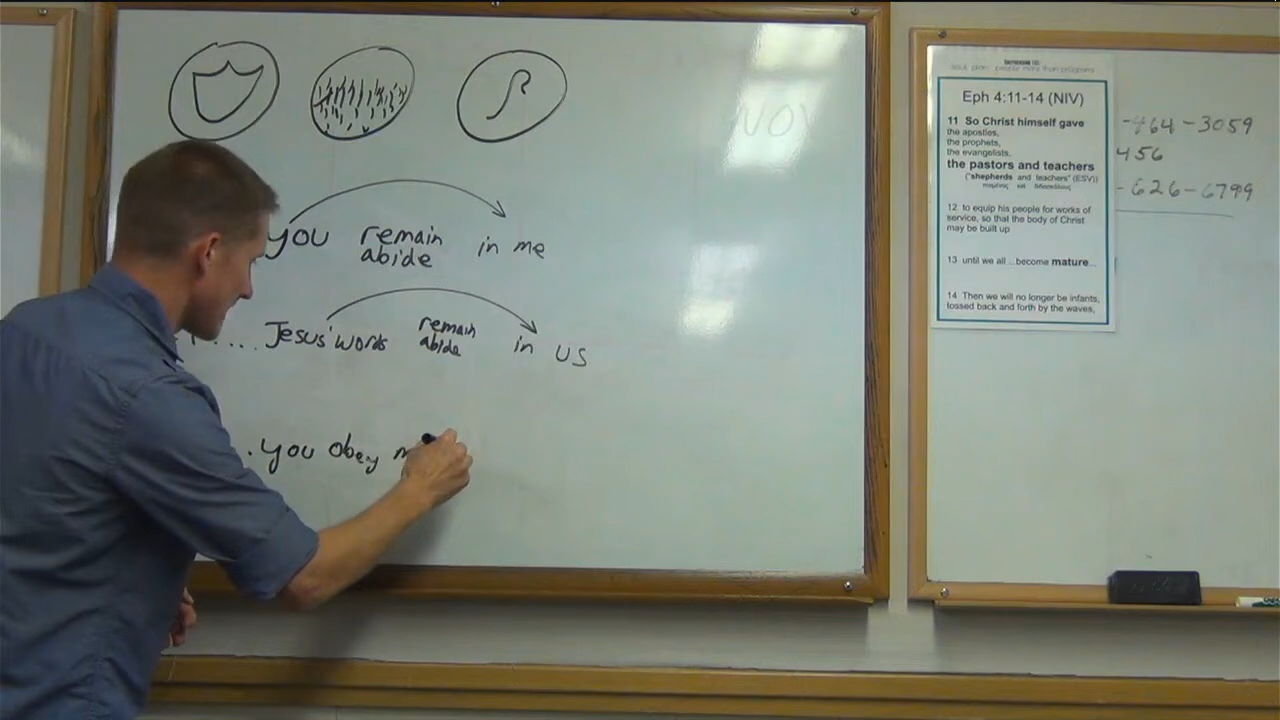 you remain in me
abide
.... Jesus' words remain in us
abide
. you obey m
NOV
Eph 4:11-14 (NIV)
11 So Christ himself gave
the apostles,
the prophets,
the evangelists,
the pastors and teachers
("shepherds and teachers" (ESV))
12 to equip his people for works of
service, so that the body of Christ
may be built up
13 until we all ...become mature...
14 Then we will no longer be infants,
tossed back and forth by the waves,
-464-3059
456
-626-6799